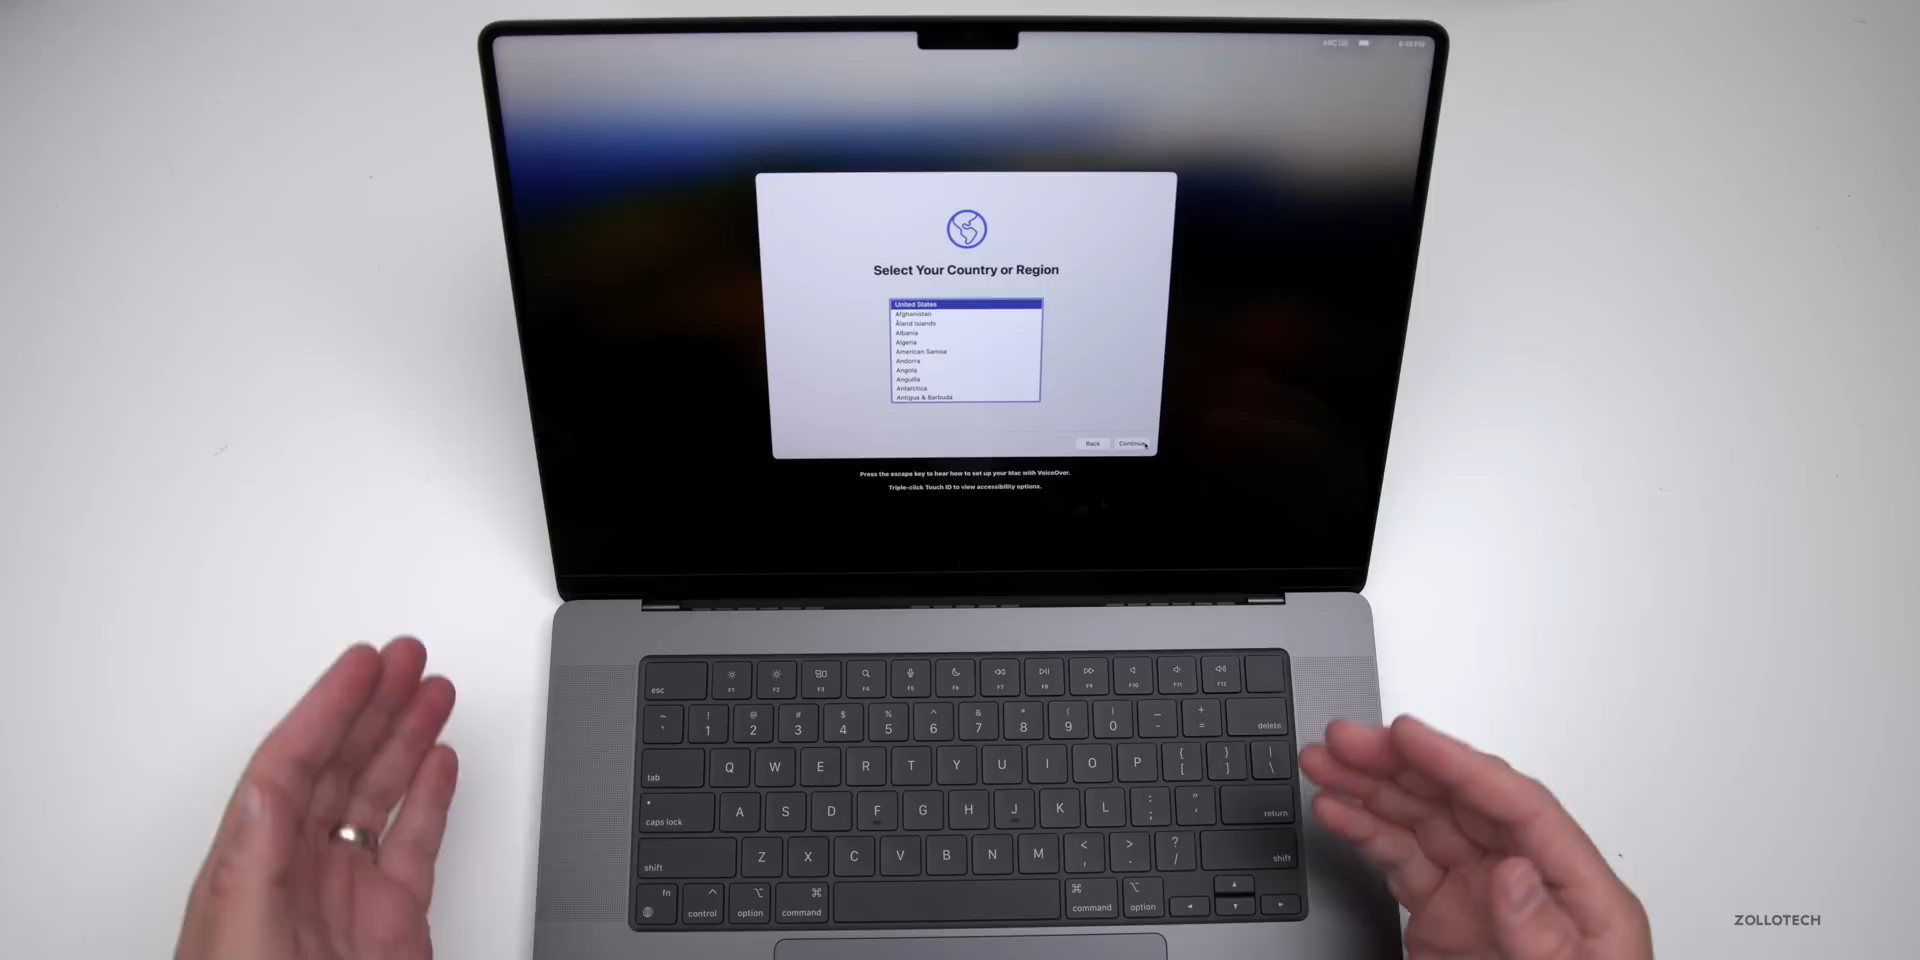 ABC
Select Your Country or Region
United States
Afghanistan
Åland Islands
Albania
Algeria
American Samoa
Andorra
Angola
Anguilla
Antarctica
Antigua & Barbuda
Back Continue
Press the escape key to hear how to set up your Mac with VoiceOver.
Triple-click Touch ID to view accessibility options.
esc F1 F2 F3 F4 F5 F6 F7 F8 F9 F10 F11 F12
~ ! @ # $ % ^ & * ( ) _ +
` 1 2 3 4 5 6 7 8 9 0 - = delete
tab Q W E R T Y U I O P { [ } ] | \
caps lock A S D F G H J K L : ; " ' return
shift Z X C V B N M < , > . ? / shift
fn control option command command option
ZOLLOTECH